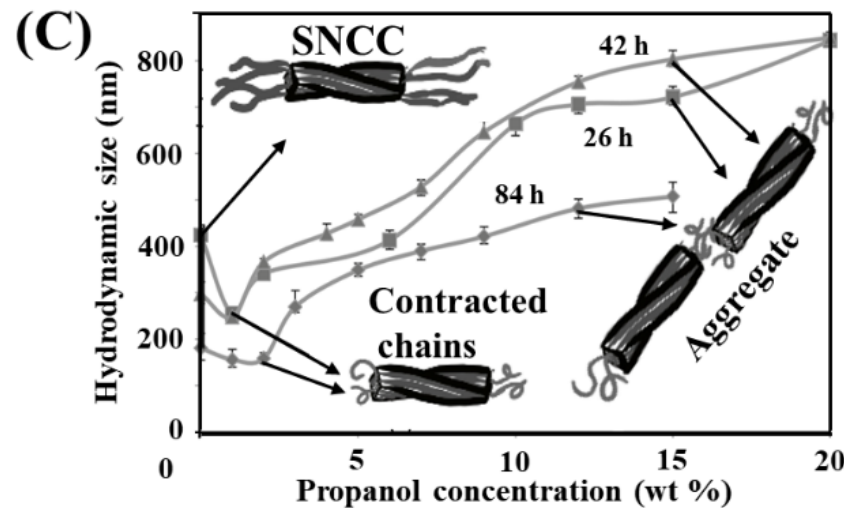 (C)
SNCC
42 h
26 h
84 h
Contracted
chains
Aggregate
Hydrodynamic size (nm)
800
600
400
200
0
0
5
10
15
20
Propanol concentration (wt %)